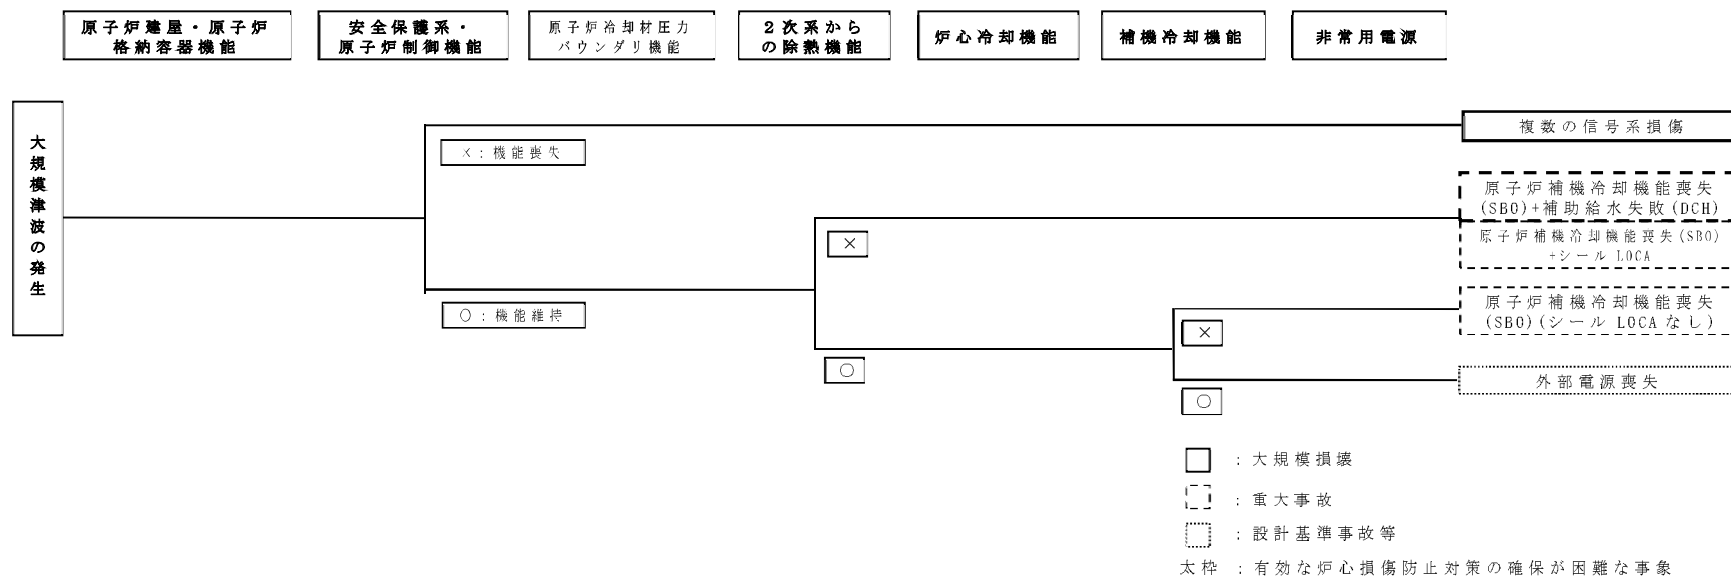 原子炉建屋・原子炉
格納容器機能
安全保護系・
原子炉制御機能
原子炉冷却材圧力
バウンダリ機能
2次系から
の除熱機能
炉心冷却機能
補機冷却機能
非常用電源
大規模津波の発生
×：機能喪失
○：機能維持
×
○
×
○
複数の信号系損傷
原子炉補機冷却機能喪失
(SBO)+補助給水失敗(DCH)
原子炉補機冷却機能喪失(SBO)
+シール LOCA
原子炉補機冷却機能喪失
(SBO)(シール LOCA なし)
外部電源喪失
：大規模損壊
：重大事故
：設計基準事故等
太枠 ：有効な炉心損傷防止対策の確保が困難な事象